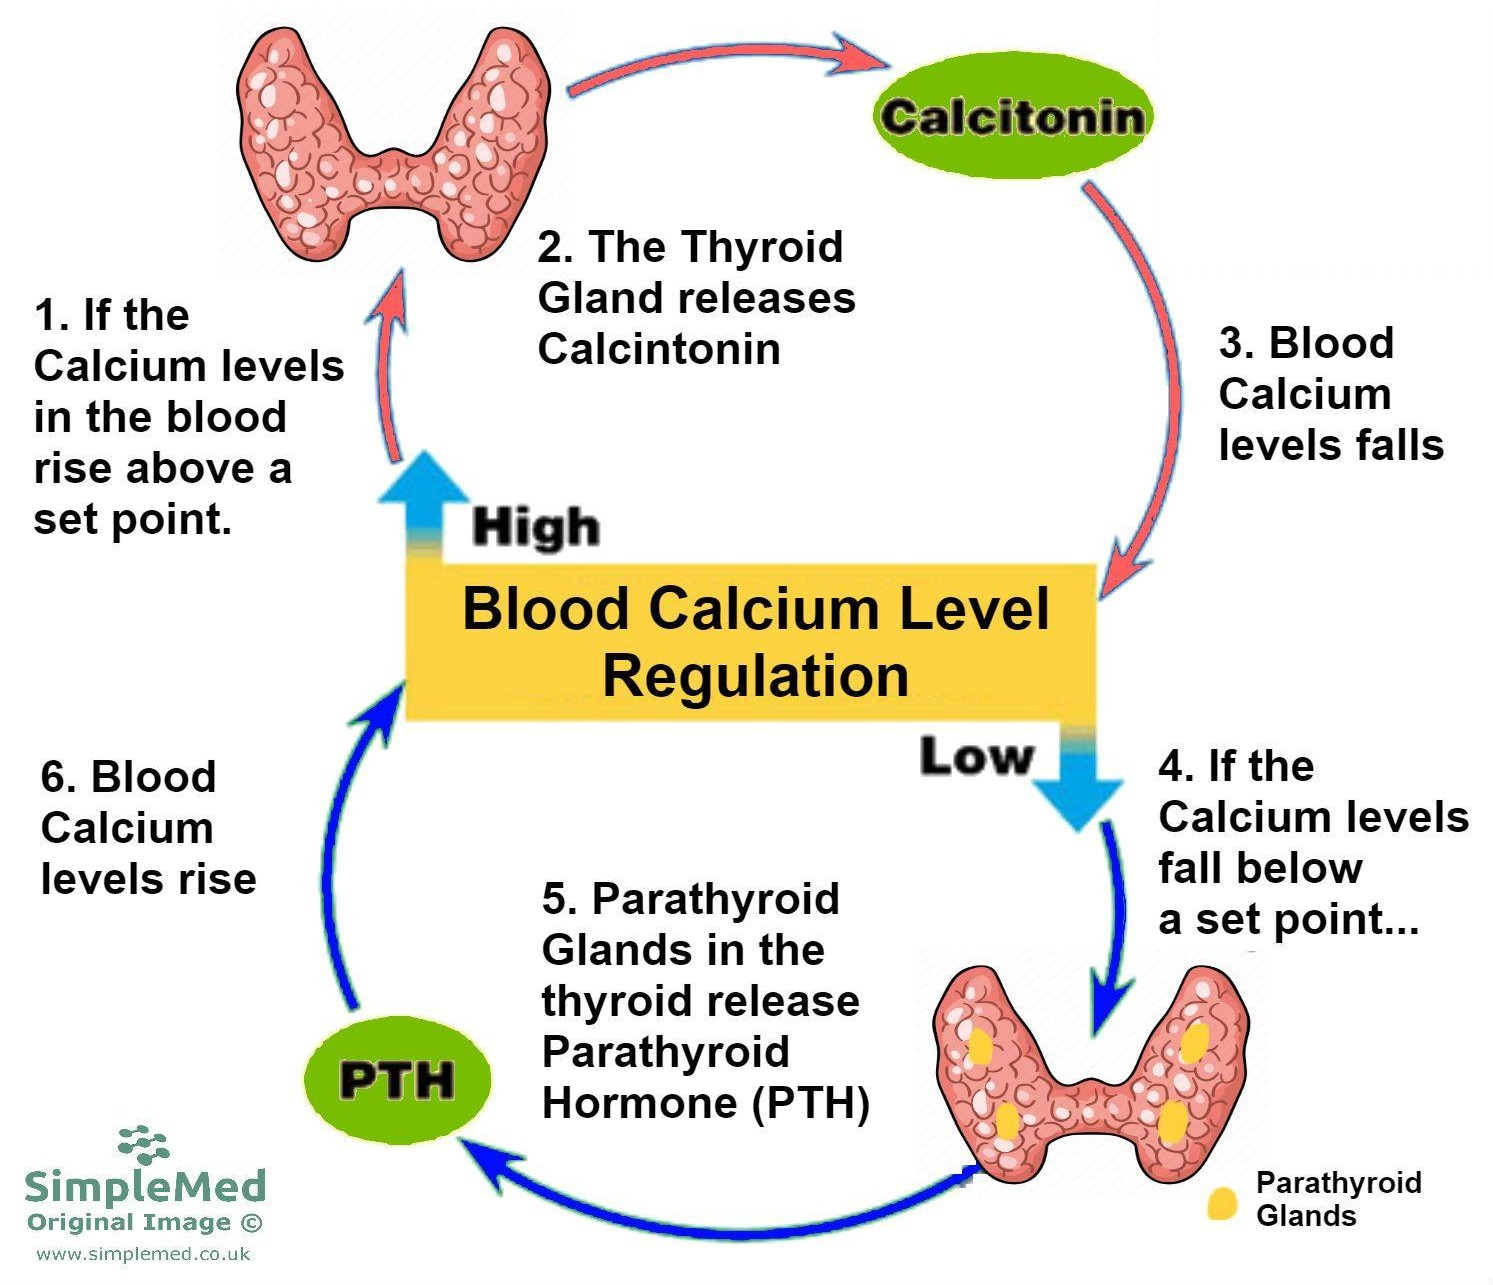 Calcitonin
2. The Thyroid
Gland releases
Calcintonin
1. If the
Calcium levels
in the blood
rise above a
set point.
3. Blood
Calcium
levels falls
High
Blood Calcium Level
Regulation
Low
4. If the
Calcium levels
fall below
a set point...
6. Blood
Calcium
levels rise
5. Parathyroid
Glands in the
thyroid release
Parathyroid
Hormone (PTH)
PTH
Parathyroid
Glands
SimpleMed
Original Image ©
www.simplemed.co.uk